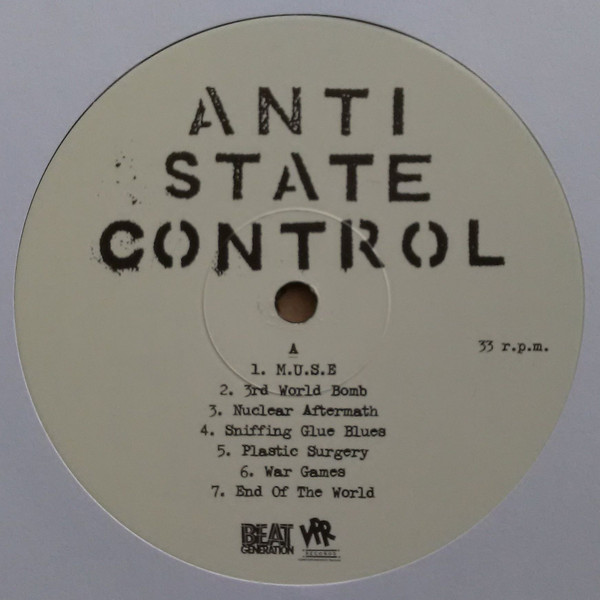 ANTI
STATE
CONTROL
A
33 r.p.m.
1. M.U.S.E
2. 3rd World Bomb
3. Nuclear Aftermath
4. Sniffing Glue Blues
5. Plastic Surgery
6. War Games
7. End Of The World
BEAT VPR
GENERATION RECORDS